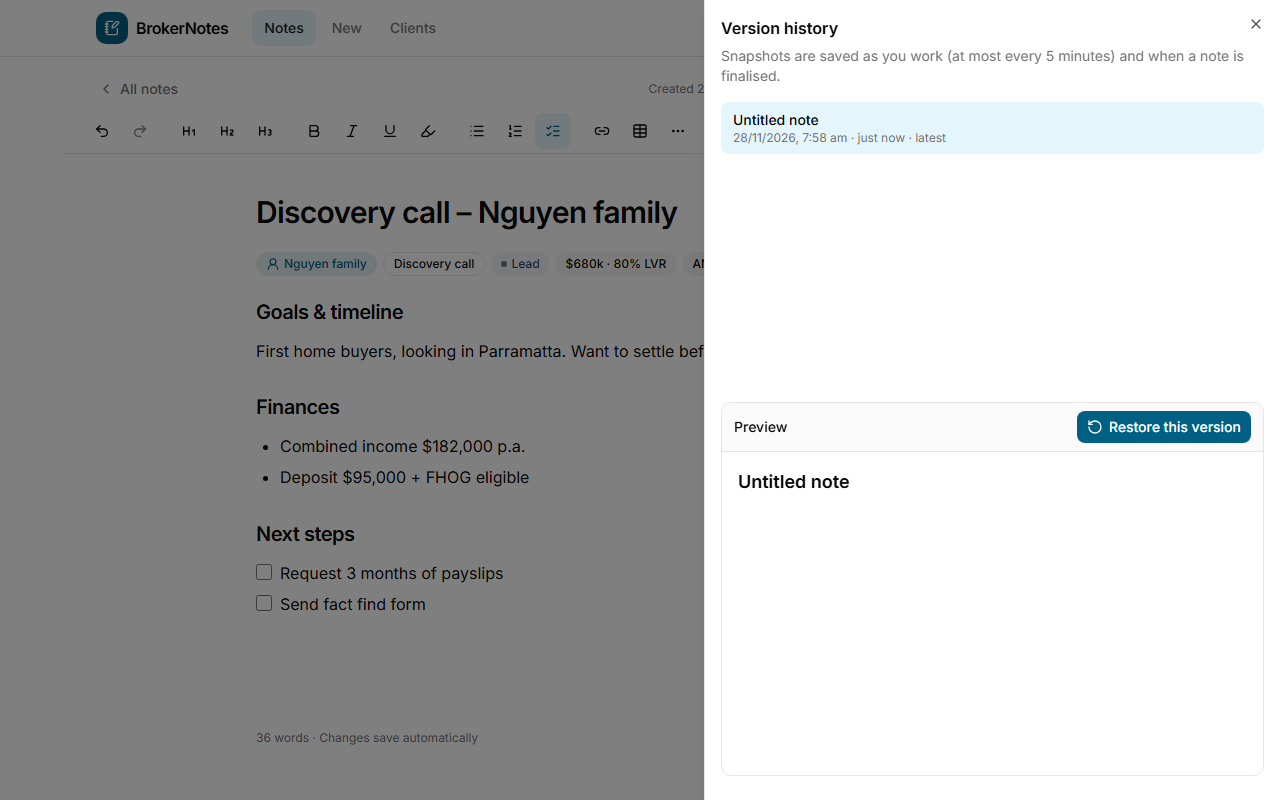 BrokerNotes
Notes
New
Clients
All notes
Created 2
H1 H2 H3 B I U
Discovery call – Nguyen family
Nguyen family
Discovery call
Lead
$680k · 80% LVR
Goals & timeline
First home buyers, looking in Parramatta. Want to settle bef
Finances
• Combined income $182,000 p.a.
• Deposit $95,000 + FHOG eligible
Next steps
Request 3 months of payslips
Send fact find form
36 words · Changes save automatically
Version history
Snapshots are saved as you work (at most every 5 minutes) and when a note is
finalised.
Untitled note
28/11/2026, 7:58 am · just now · latest
Preview
Restore this version
Untitled note